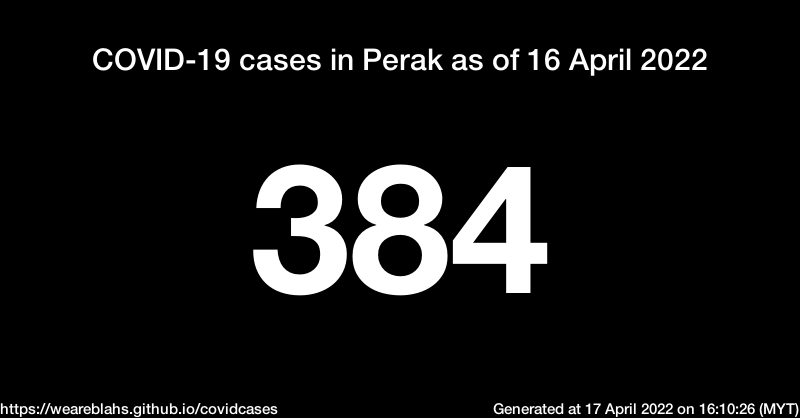 COVID-19 cases in Perak as of 16 April 2022
384
https://weareblahs.github.io/covidcases
Generated at 17 April 2022 on 16:10:26 (MYT)